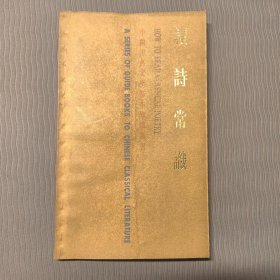 讀詩常識
HOW TO READ CLASSICAL POETRY
A SERIES OF GUIDE BOOKS TO CHINESE CLASSICAL LITERATURE